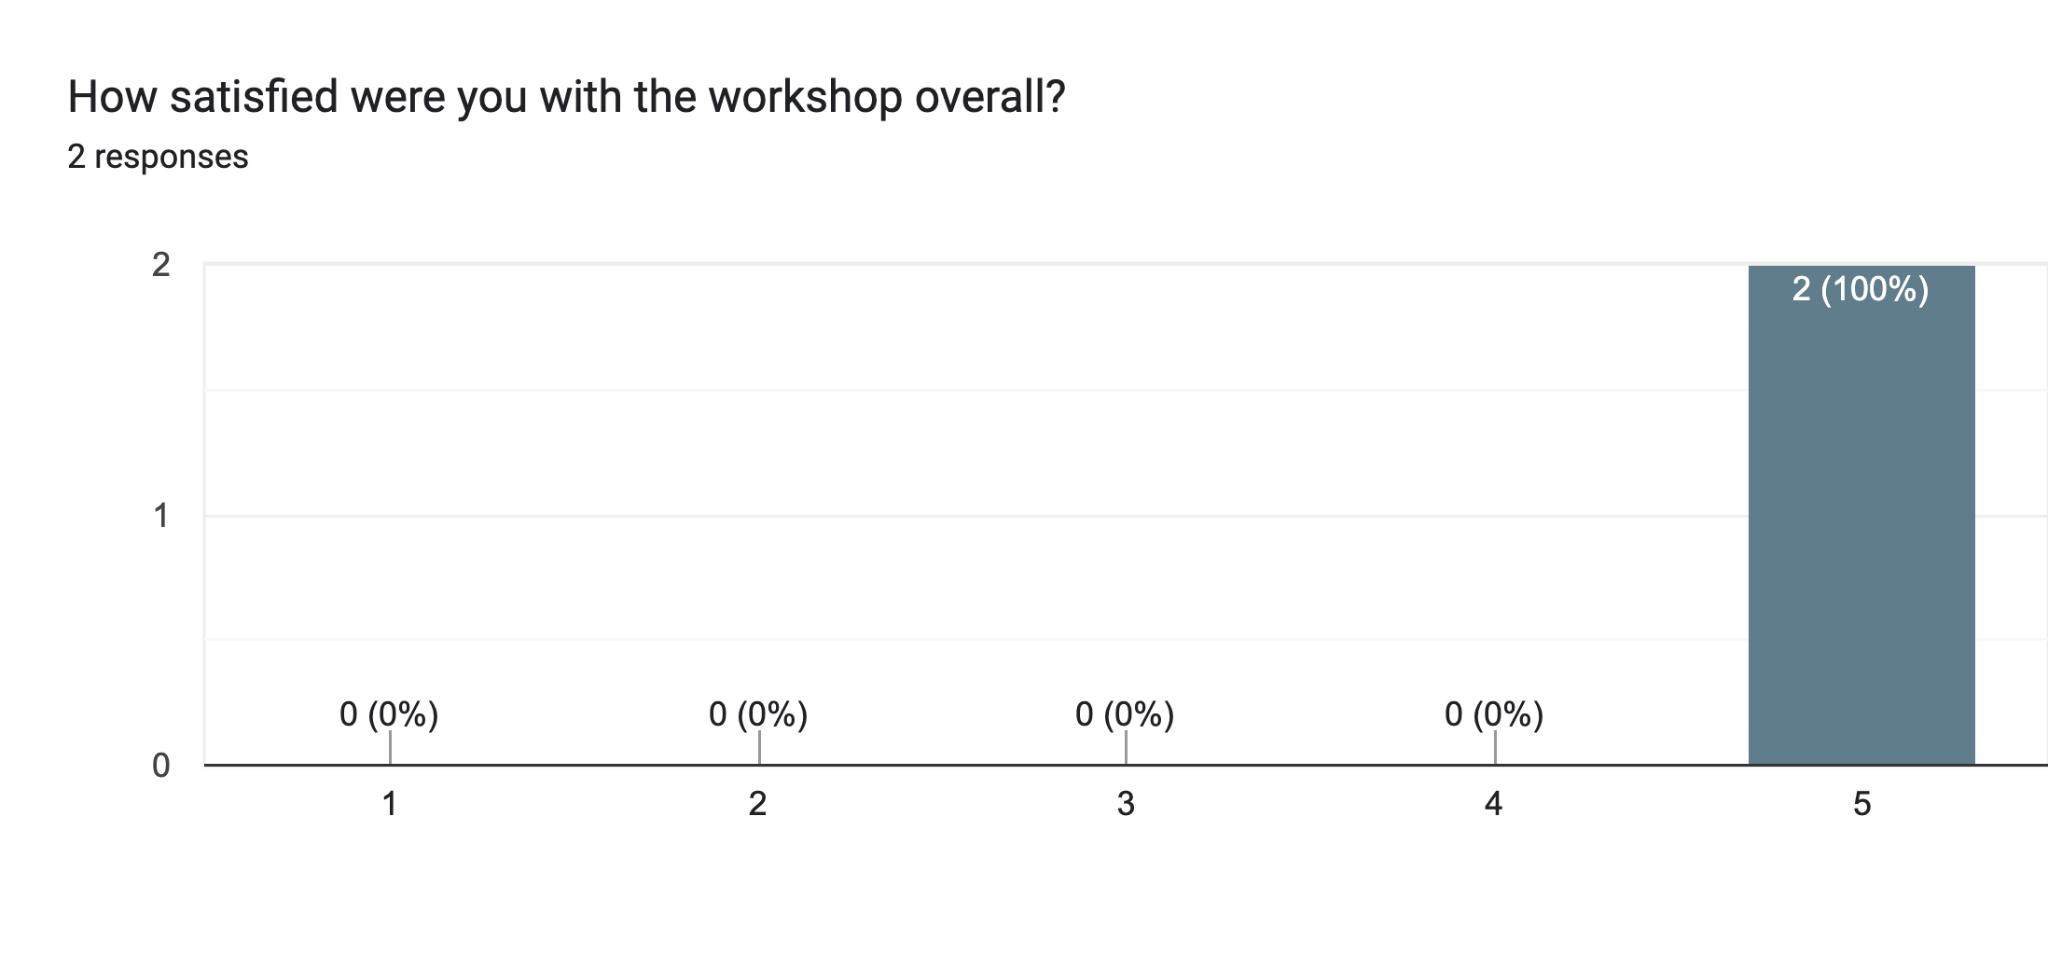 How satisfied were you with the workshop overall?
2 responses
2
2 (100%)
1
0 (0%) 0 (0%) 0 (0%) 0 (0%)
0
1 2 3 4 5